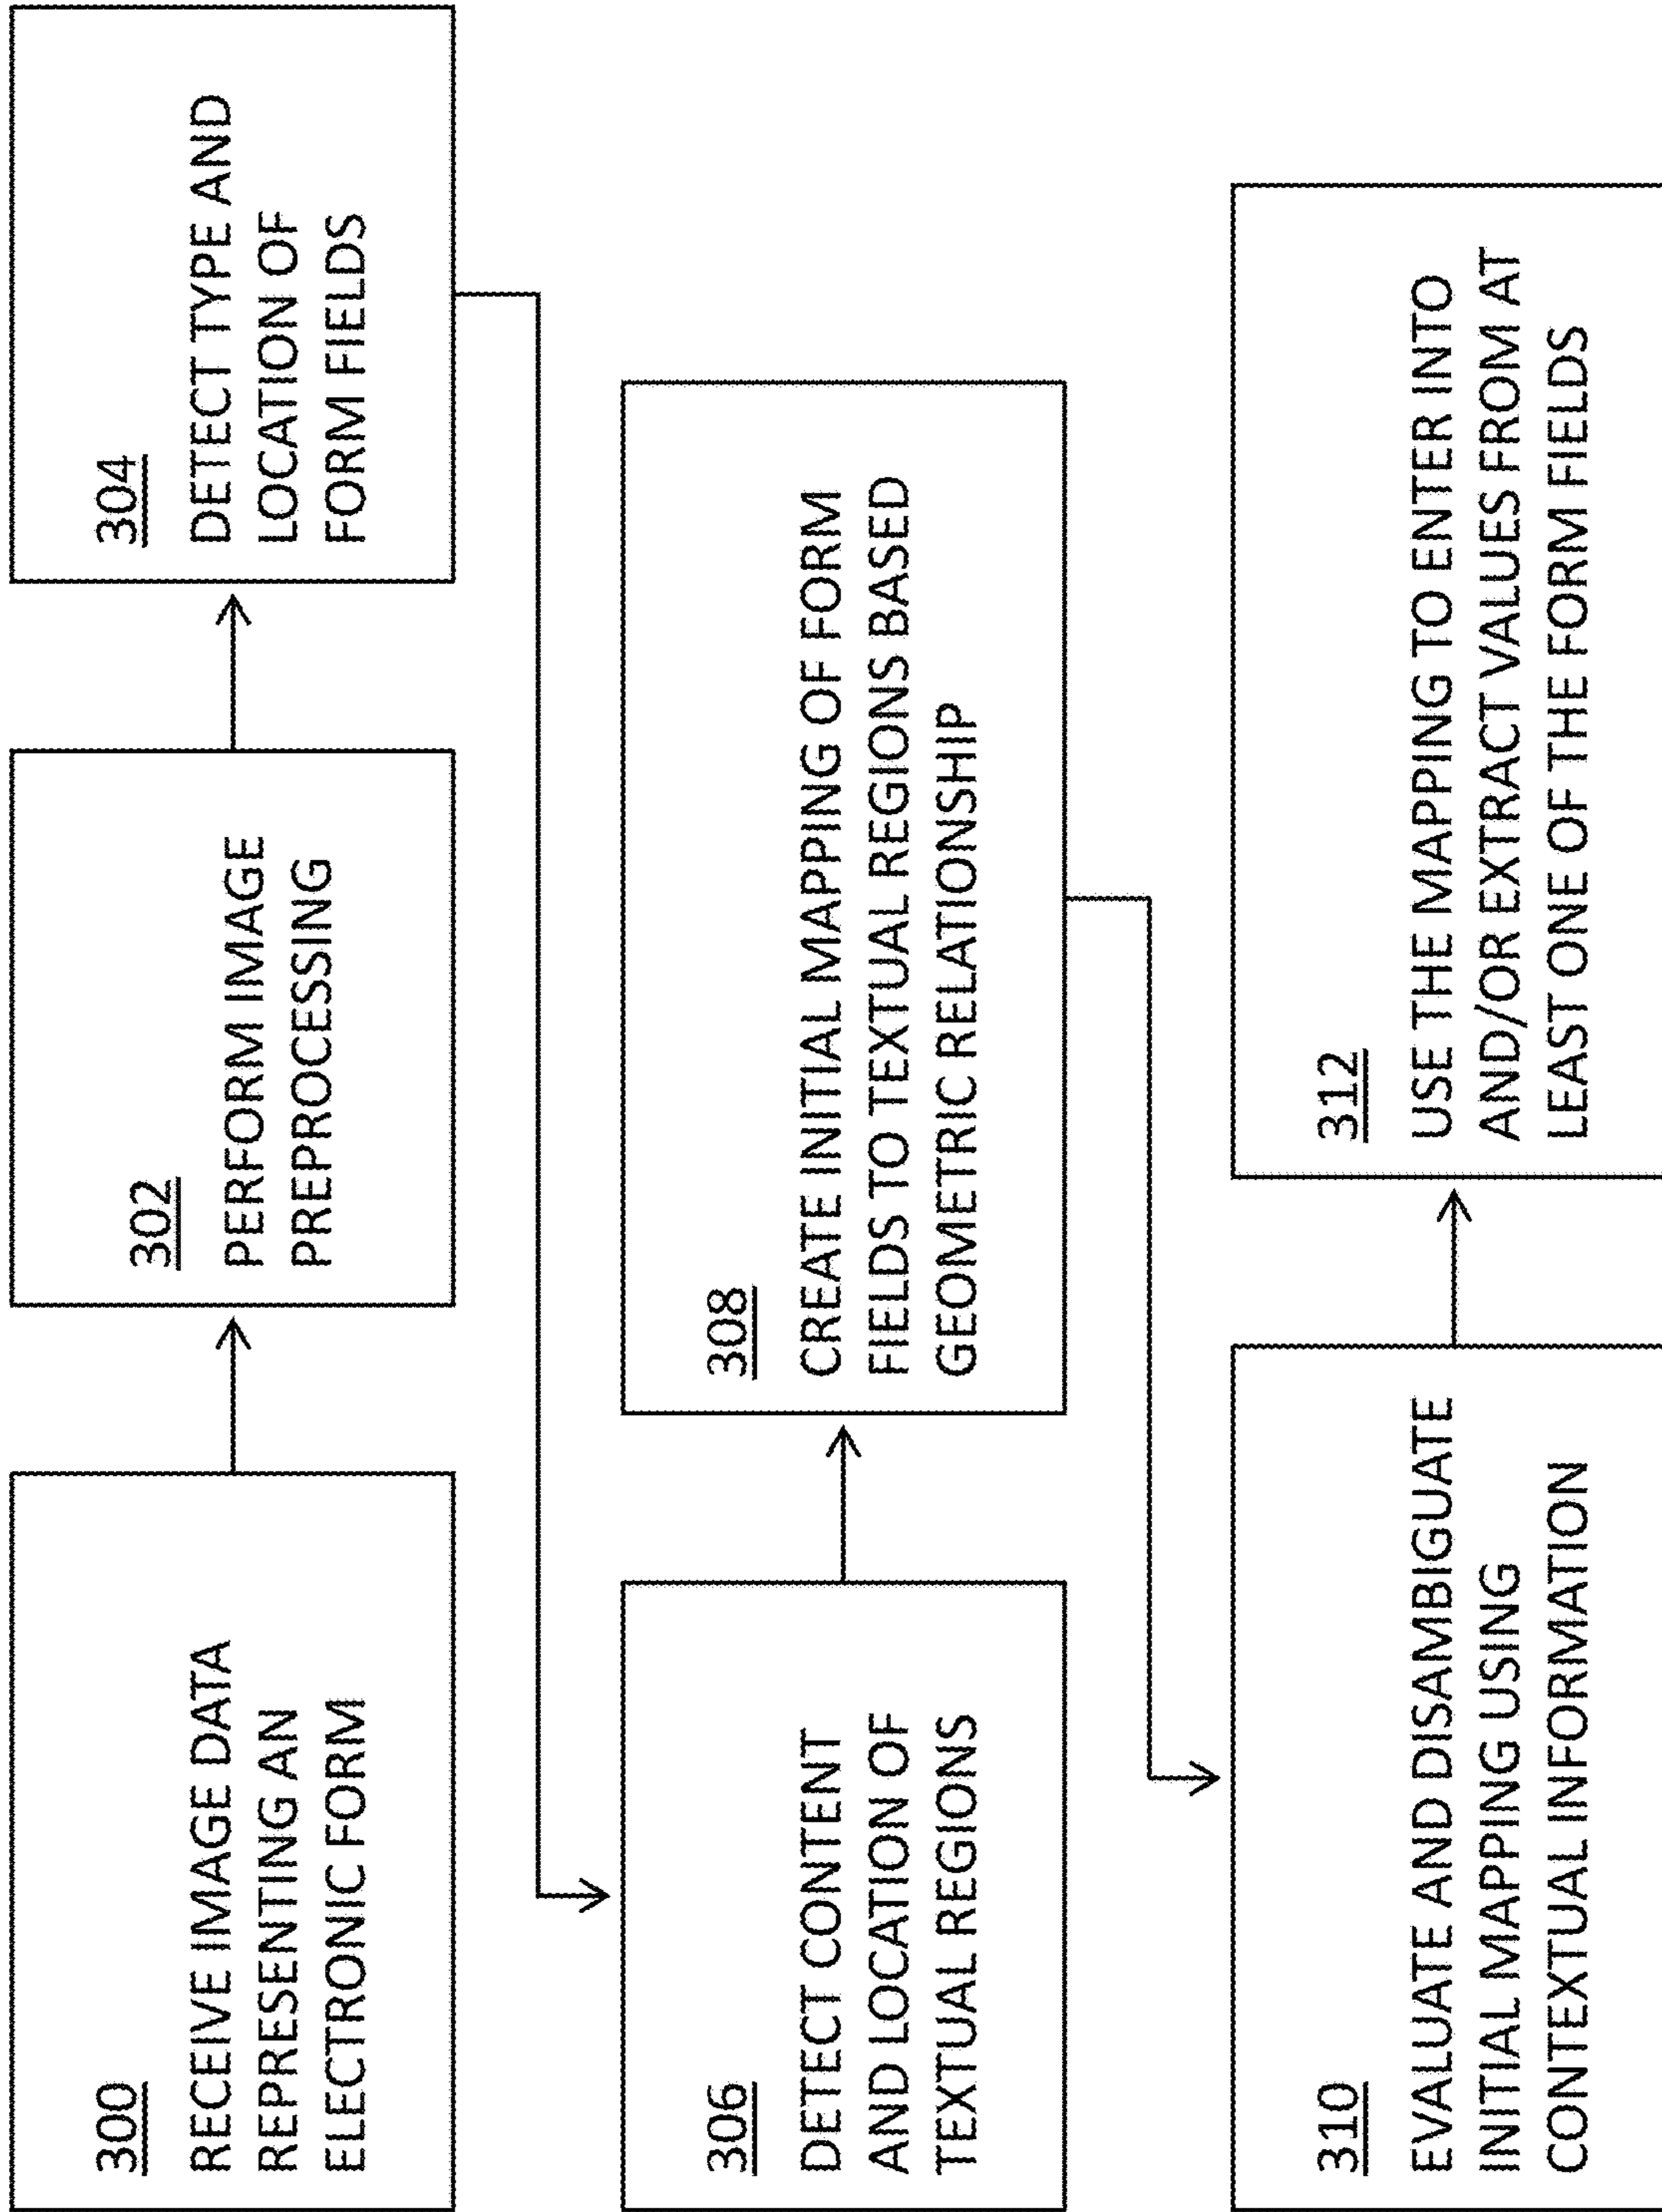 300
RECEIVE IMAGE DATA
REPRESENTING AN
ELECTRONIC FORM
302
PERFORM IMAGE
PREPROCESSING
304
DETECT TYPE AND
LOCATION OF
FORM FIELDS
306
DETECT CONTENT
AND LOCATION OF
TEXTUAL REGIONS
308
CREATE INITIAL MAPPING OF FORM
FIELDS TO TEXTUAL REGIONS BASED
GEOMETRIC RELATIONSHIP
310
EVALUATE AND DISAMBIGUATE
INITIAL MAPPING USING
CONTEXTUAL INFORMATION
312
USE THE MAPPING TO ENTER INTO
AND/OR EXTRACT VALUES FROM AT
LEAST ONE OF THE FORM FIELDS